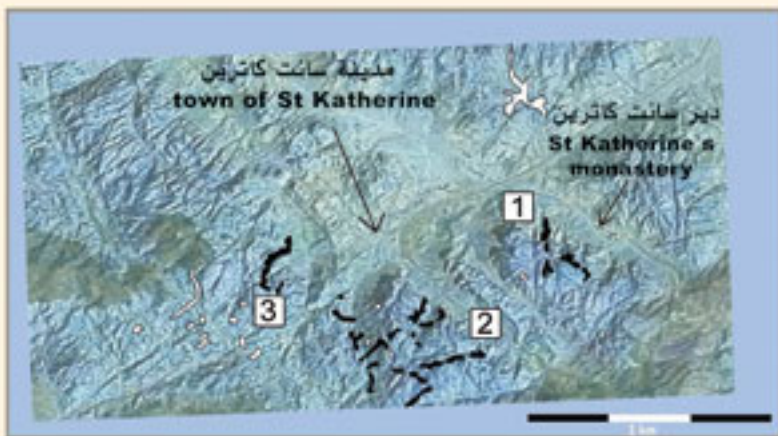 مدينة سانت كاترين
town of St Katherine
دير سانت كاترين
St Katherine s
monastery
1
2
3